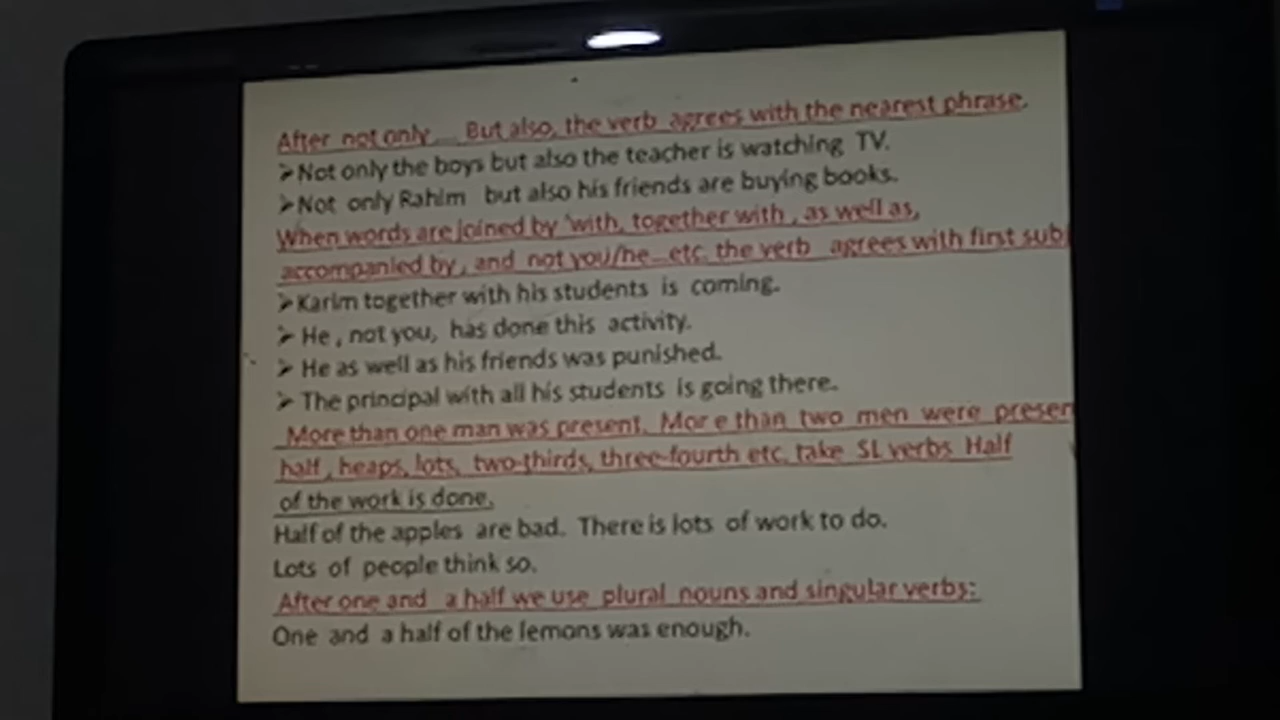 After not only.... But also, the verb agrees with the nearest phrase.
➢Not only the boys but also the teacher is watching TV.
➢Not only Rahim but also his friends are buying books.
When words are joined by 'with, together with , as well as,
accompanied by , and not you/he...etc. the verb agrees with first sub
➢Karim together with his students is coming.
➢ He , not you, has done this activity.
➢ He as well as his friends was punished.
➢ The principal with all his students is going there.
More than one man was present. Mor e than two men were presen
half , heaps, lots, two-thirds, three-fourth etc. take SL verbs Half
of the work is done.
Half of the apples are bad. There is lots of work to do.
Lots of people think so.
After one and a half we use plural nouns and singular verbs:
One and a half of the lemons was enough.